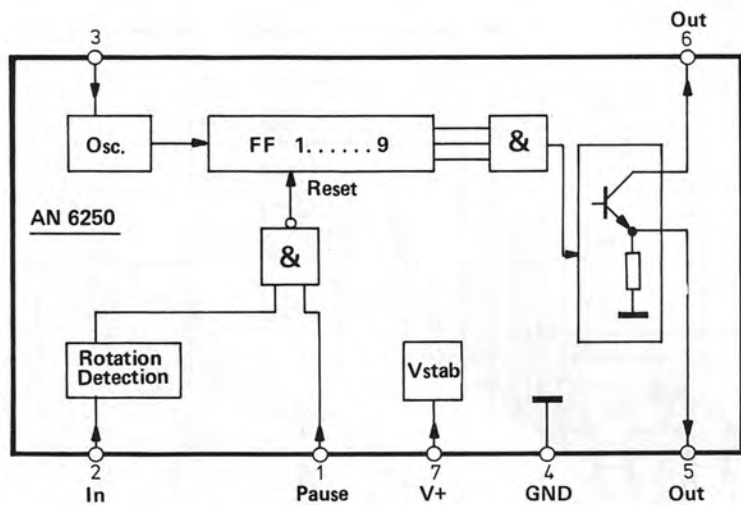 Out
3 6
Osc.
FF 1......9
&
Reset
AN 6250
&
Rotation
Detection
Vstab
2 1 7 4 5
In Pause V+ GND Out